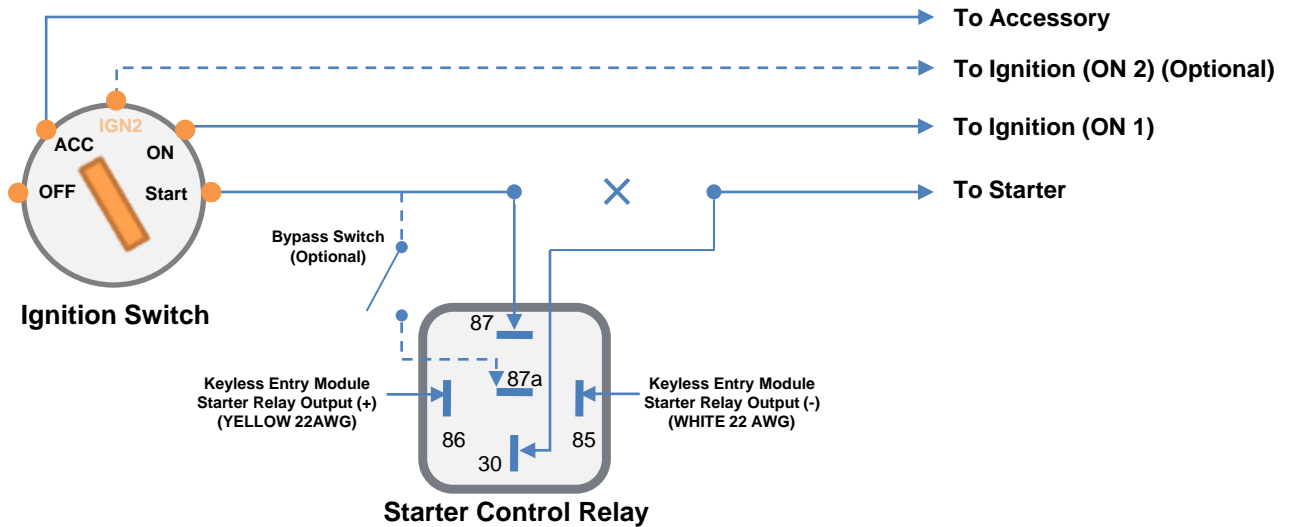 To Accessory
To Ignition (ON 2) (Optional)
IGN2
To Ignition (ON 1)
ACC
ON
OFF
Start
To Starter
Bypass Switch
(Optional)
Ignition Switch
87
87a
Keyless Entry Module
Starter Relay Output (+)
(YELLOW 22AWG)
Keyless Entry Module
Starter Relay Output (-)
(WHITE 22 AWG)
86
85
30
Starter Control Relay